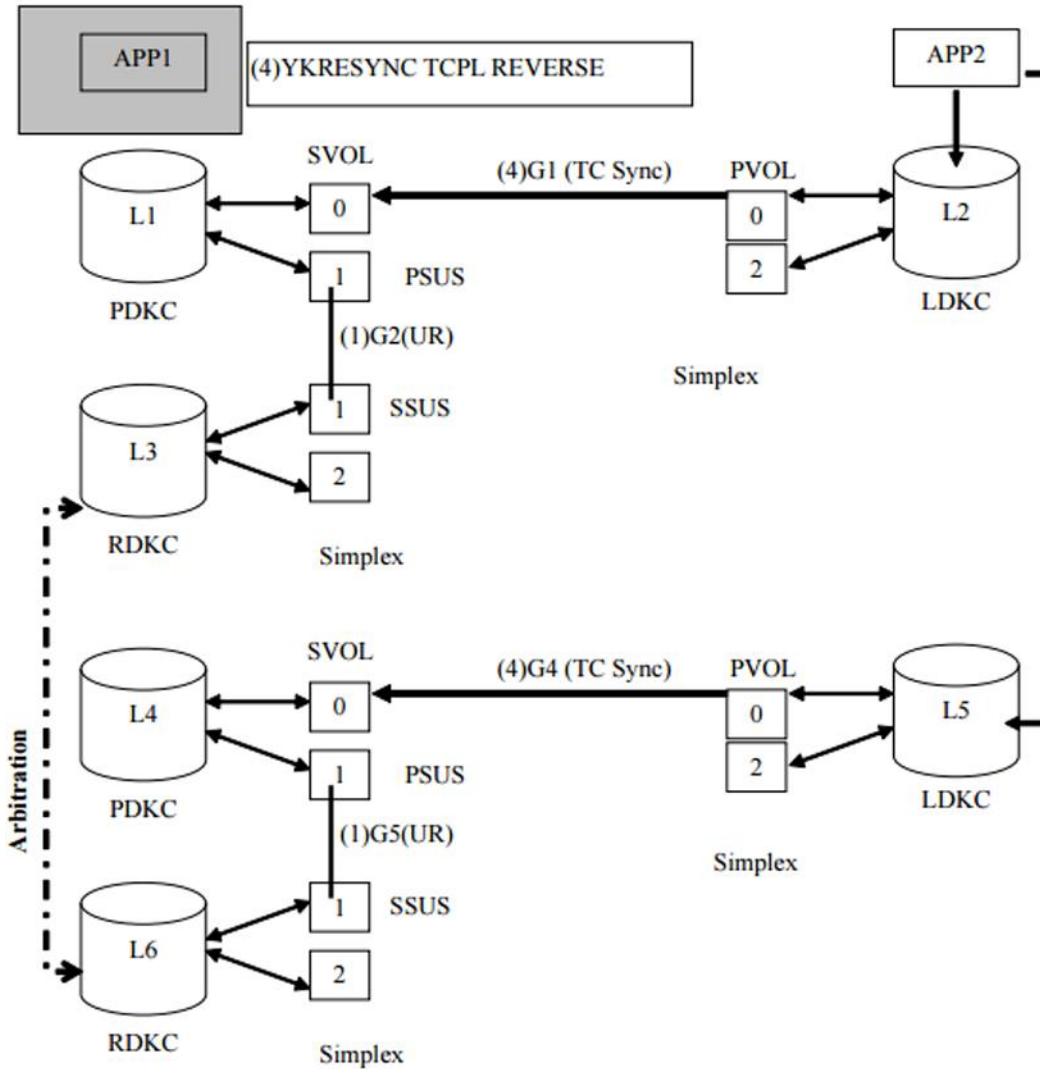 APP1
(4)YKRESYNC TCPL REVERSE
APP2
SVOL
(4)G1 (TC Sync)
PVOL
L1
0
0
L2
1
PSUS
2
PDKC
LDKC
(1)G2(UR)
Simplex
1
SSUS
L3
2
RDKC
Simplex
Arbitration
SVOL
(4)G4 (TC Sync)
PVOL
L4
0
0
L5
1
PSUS
2
PDKC
LDKC
(1)G5(UR)
Simplex
1
SSUS
L6
2
RDKC
Simplex